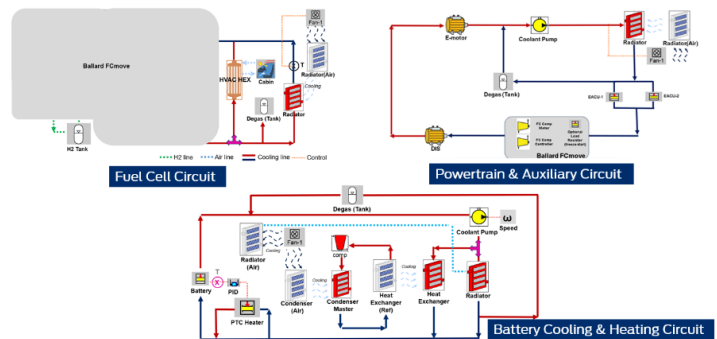 Ballard FCmove
H2 Tank
HVAC HEX
Fan-1
T
Cabin
Radiator(Air)
Cooling
Degas (Tank)
Radiator
H2 line
Air line
Cooling line
Control
Fuel Cell Circuit
E-motor
Coolant Pump
Radiator
Radiator(Air)
Fan-1
Degas (Tank)
EACU-1
EACU-2
DI5
FC Comp
Motor
FC Comp
Controller
Optional
Load
Resistor
Ballard FCmove
Powertrain & Auxiliary Circuit
Degas (Tank)
Coolant Pump
ω
Speed
Fan-1
Radiator
(Air)
Cooling
comp
Battery
T
X
PID
PTC Heater
Condenser
(Air)
Cooling
Condenser
Master
Heat
Exchanger
(Ref)
Cooling
Heat
Exchanger
Radiator
Battery Cooling & Heating Circuit